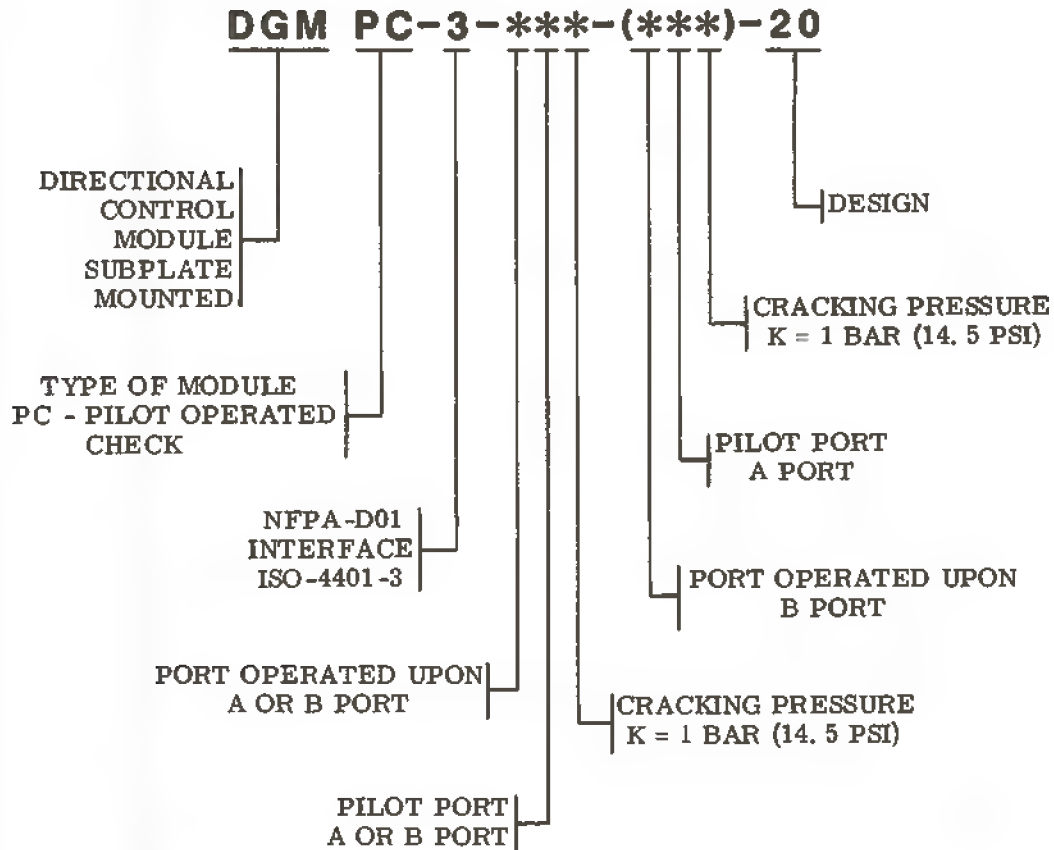 DGM PC-3-***-(***)-20
DIRECTIONAL
CONTROL
MODULE
SUBPLATE
MOUNTED
DESIGN
CRACKING PRESSURE
K = 1 BAR (14. 5 PSI)
TYPE OF MODULE
PC - PILOT OPERATED
CHECK
PILOT PORT
A PORT
NFPA-D01
INTERFACE
ISO-4401-3
PORT OPERATED UPON
B PORT
PORT OPERATED UPON
A OR B PORT
CRACKING PRESSURE
K = 1 BAR (14. 5 PSI)
PILOT PORT
A OR B PORT